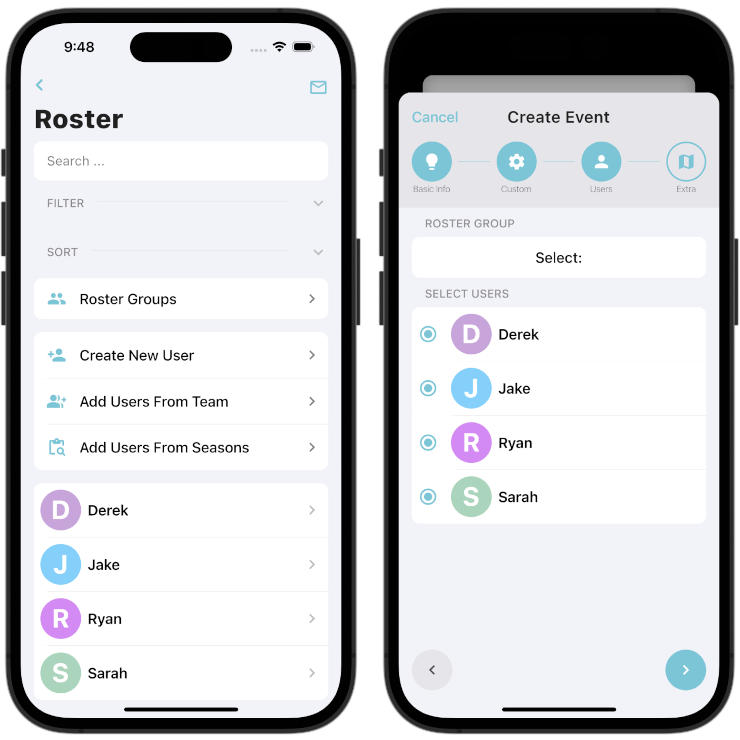 9:48
Roster
Search ...
FILTER
SORT
Roster Groups
Create New User
Add Users From Team
Add Users From Seasons
D Derek
J Jake
R Ryan
S Sarah
Cancel Create Event
Basic Info Custom Users Extra
ROSTER GROUP
Select:
SELECT USERS
D Derek
J Jake
R Ryan
S Sarah